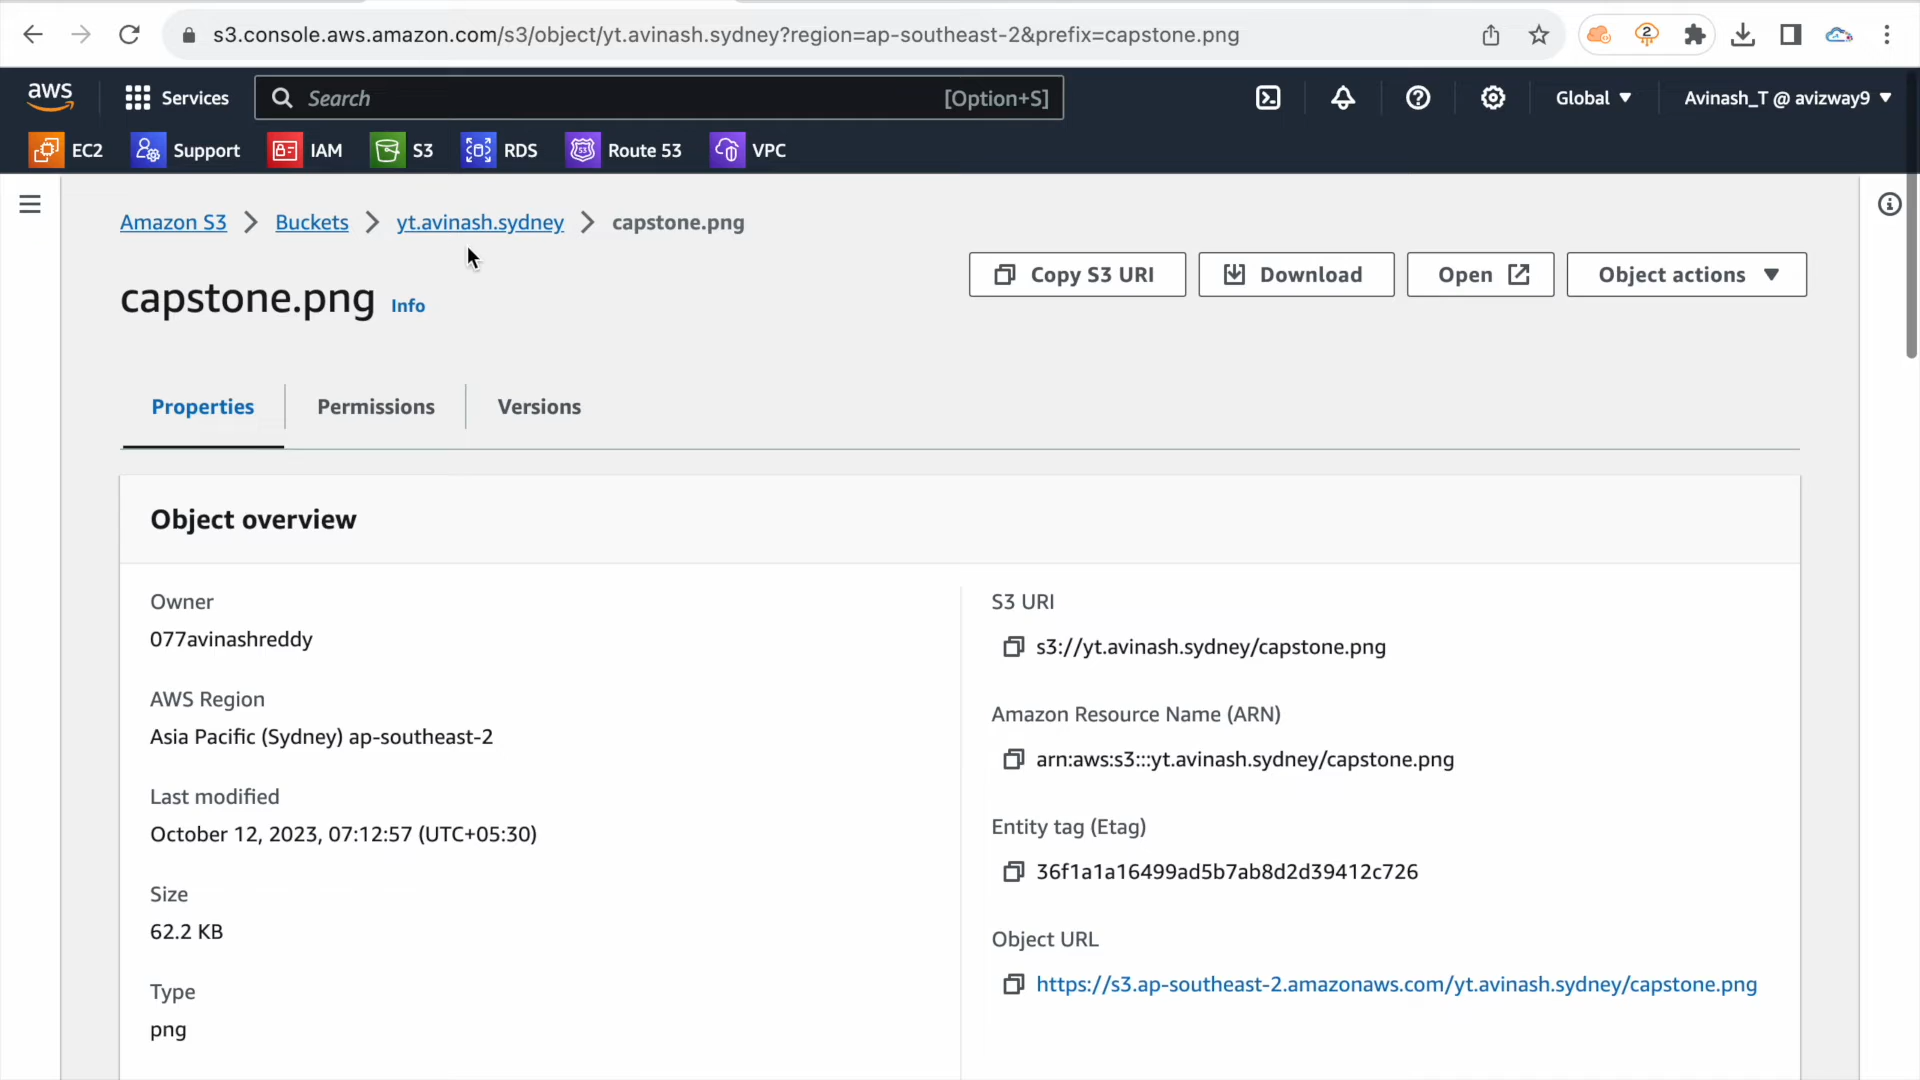 s3.console.aws.amazon.com/s3/object/yt.avinash.sydney?region=ap-southeast-2&prefix=capstone.png
2
aws
Services
Search
[Option+S]
Global
Avinash_T @ avizway9
EC2
Support
IAM
S3
RDS
53
Route 53
VPC
Amazon S3
Buckets
yt.avinash.sydney
capstone.png
capstone.png
Info
Copy S3 URI
Download
Open
Object actions
Properties
Permissions
Versions
Object overview
Owner
077avinashreddy
AWS Region
Asia Pacific (Sydney) ap-southeast-2
Last modified
October 12, 2023, 07:12:57 (UTC+05:30)
Size
62.2 KB
Type
png
S3 URI
s3://yt.avinash.sydney/capstone.png
Amazon Resource Name (ARN)
arn:aws:s3:::yt.avinash.sydney/capstone.png
Entity tag (Etag)
36f1a1a16499ad5b7ab8d2d39412c726
Object URL
https://s3.ap-southeast-2.amazonaws.com/yt.avinash.sydney/capstone.png